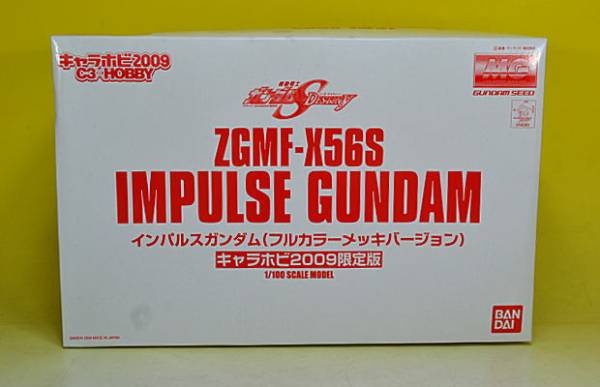 キャラホビ2009
C3×HOBBY
MG
GUNDAM SEED
機動戦士
ガンダムSEED DESTINY
ZGMF-X56S
IMPULSE GUNDAM
インパルスガンダム(フルカラーメッキバージョン)
キャラホビ2009限定版
1/100 SCALE MODEL
BAN
DAI